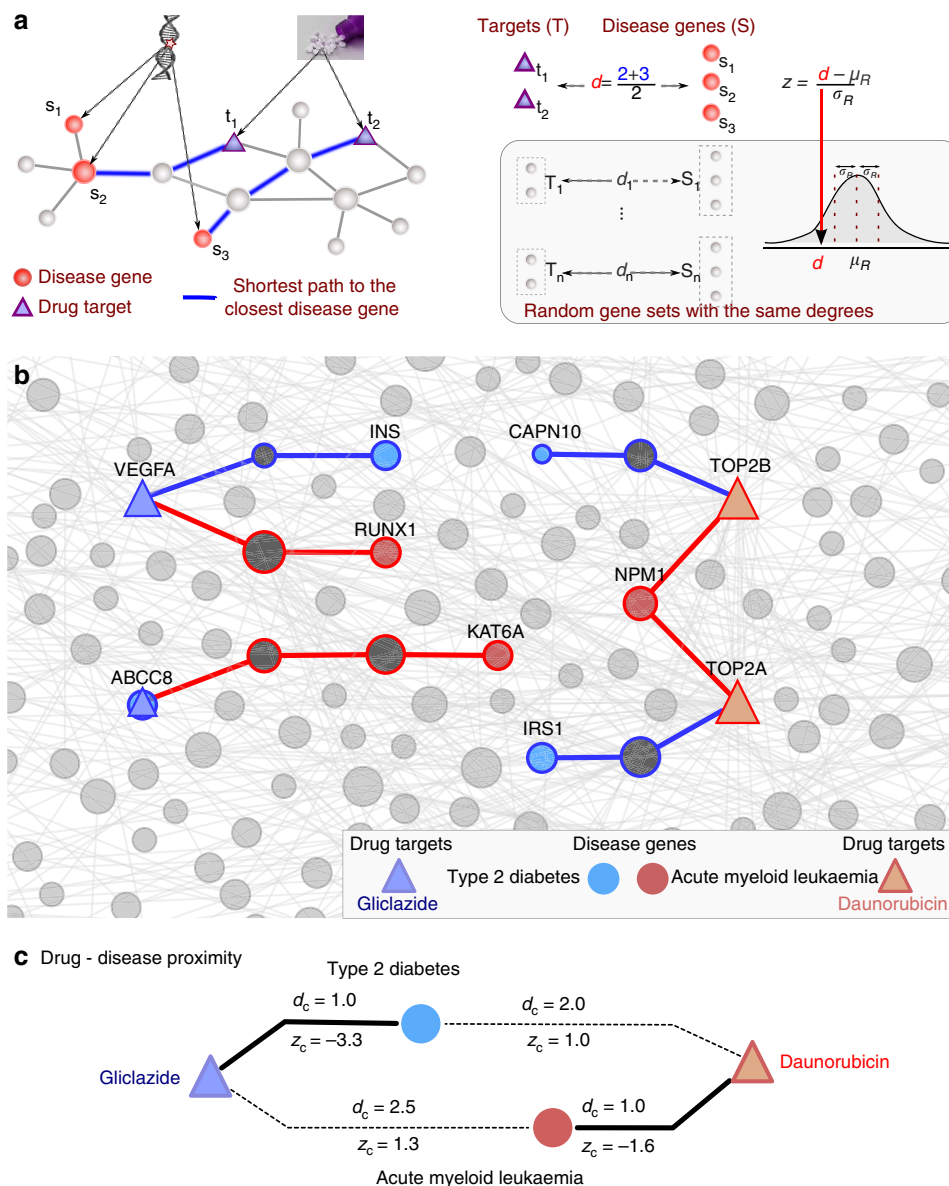 a
s1
s2
s3
t1
t2
Disease gene
Drug target
Shortest path to the
closest disease gene
Targets (T)
Disease genes (S)
t1
t2
d= 2+3
2
s1
s2
s3
z = d − μR
σR
T1
d1
S1
⋮
Tn
dn
Sn
σR
σR
d
μR
Random gene sets with the same degrees
b
INS
CAPN10
VEGFA
TOP2B
RUNX1
NPM1
KAT6A
ABCC8
TOP2A
IRS1
Drug targets
Disease genes
Drug targets
Type 2 diabetes
Acute myeloid leukaemia
Gliclazide
Daunorubicin
c Drug - disease proximity
Type 2 diabetes
dc = 1.0
dc = 2.0
zc = –3.3
zc = 1.0
Gliclazide
Daunorubicin
dc = 2.5
dc = 1.0
zc = 1.3
zc = –1.6
Acute myeloid leukaemia